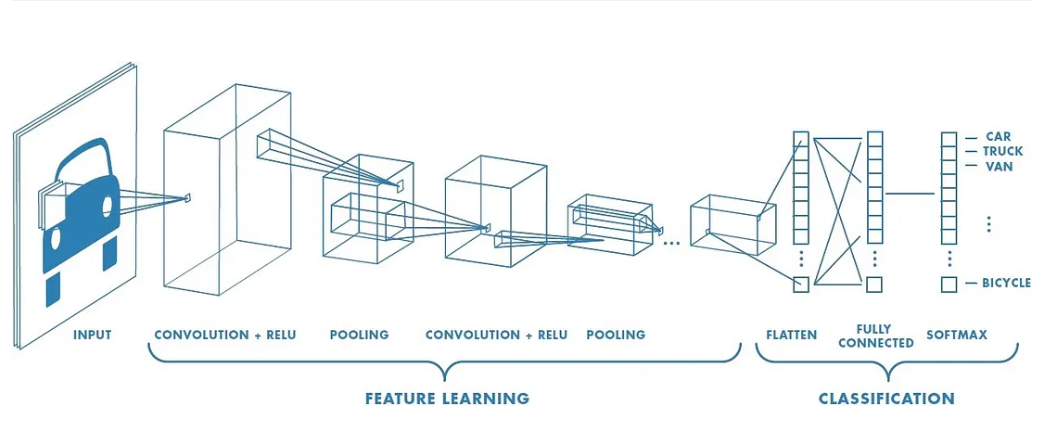 CAR
TRUCK
VAN
BICYCLE
INPUT
CONVOLUTION + RELU
POOLING
CONVOLUTION + RELU
POOLING
FLATTEN
FULLY
CONNECTED
SOFTMAX
FEATURE LEARNING
CLASSIFICATION